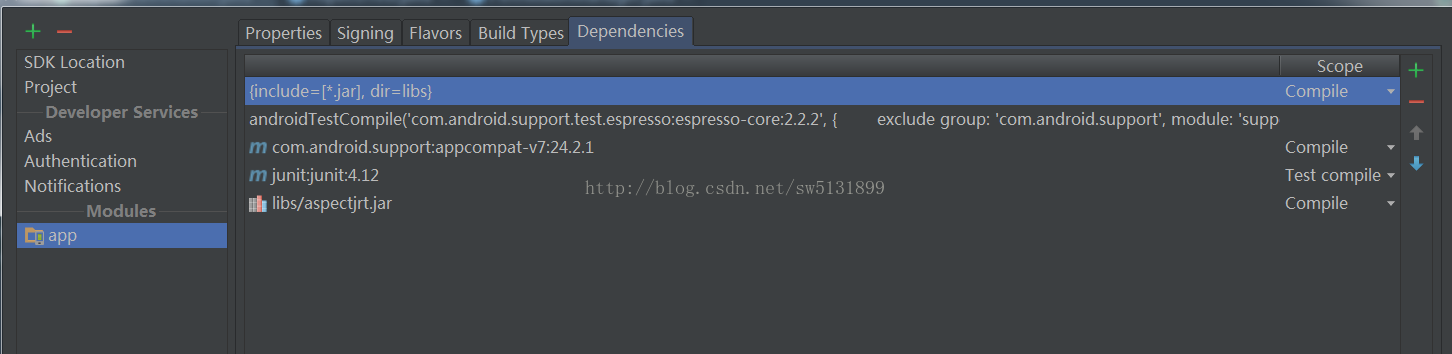 Properties Signing Flavors Build Types Dependencies
SDK Location
Project
Developer Services
Ads
Authentication
Notifications
Modules
app
Scope
{include=[*.jar], dir=libs} Compile
androidTestCompile('com.android.support.test.espresso:espresso-core:2.2.2', { exclude group: 'com.android.support', module: 'supp
m com.android.support:appcompat-v7:24.2.1 Compile
m junit:junit:4.12 Test compile
libs/aspectjrt.jar Compile
http://blog.csdn.net/sw5131899